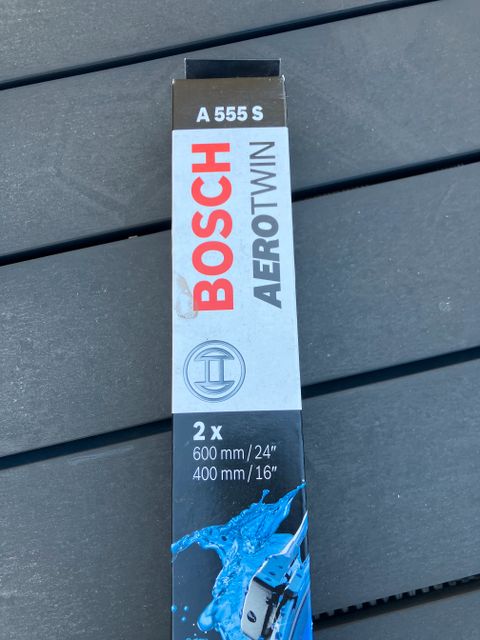 A 555 S
BOSCH
AEROTWIN
2 x
600 mm/24"
400 mm/16"